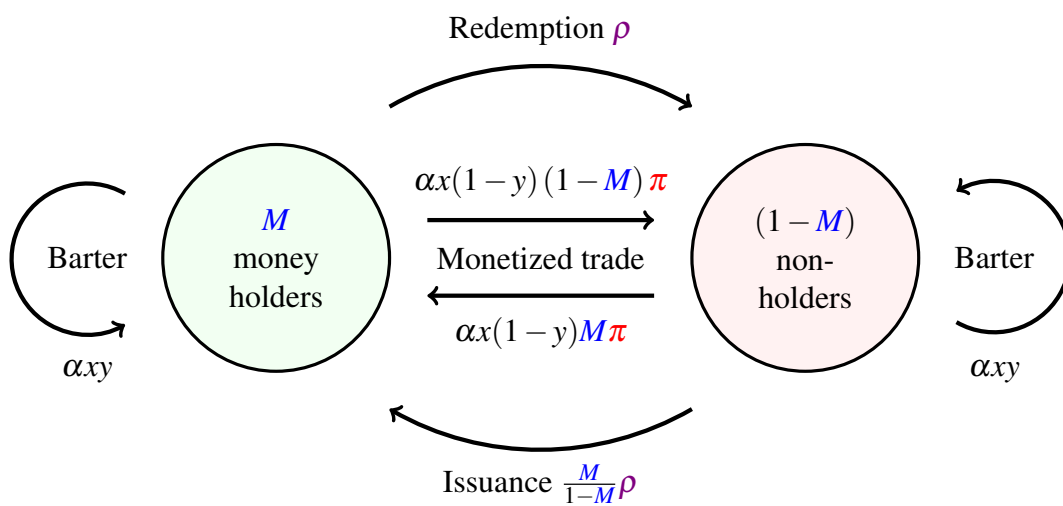 Redemption ρ
αx(1 − y) (1 − M) π
M
money
holders
(1 − M)
non-
holders
Barter
Monetized trade
Barter
αx(1 − y)Mπ
αxy
αxy
Issuance \frac{M}{1−M}ρ